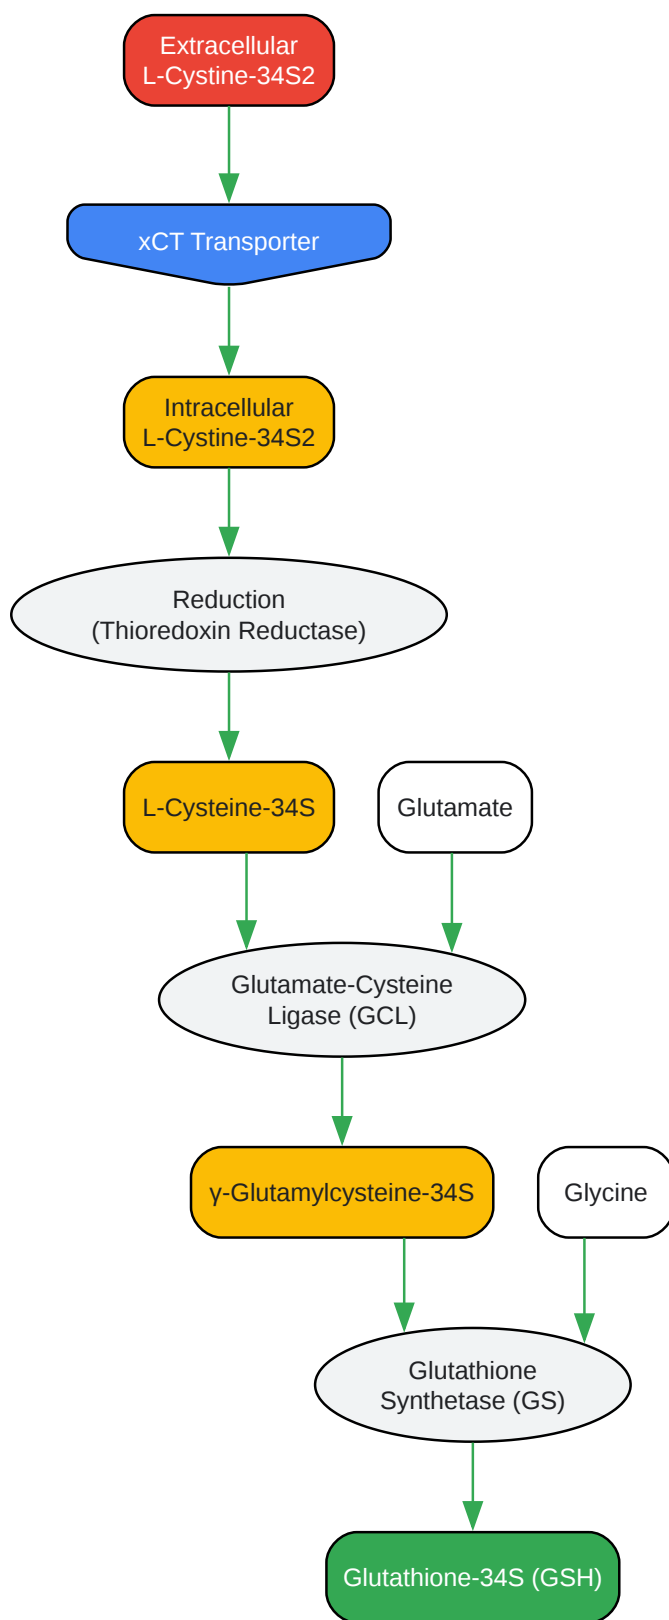 Extracellular
L-Cystine-34S2
xCT Transporter
Intracellular
L-Cystine-34S2
Reduction
(Thioredoxin Reductase)
L-Cysteine-34S
Glutamate
Glutamate-Cysteine
Ligase (GCL)
γ-Glutamylcysteine-34S
Glycine
Glutathione
Synthetase (GS)
Glutathione-34S (GSH)